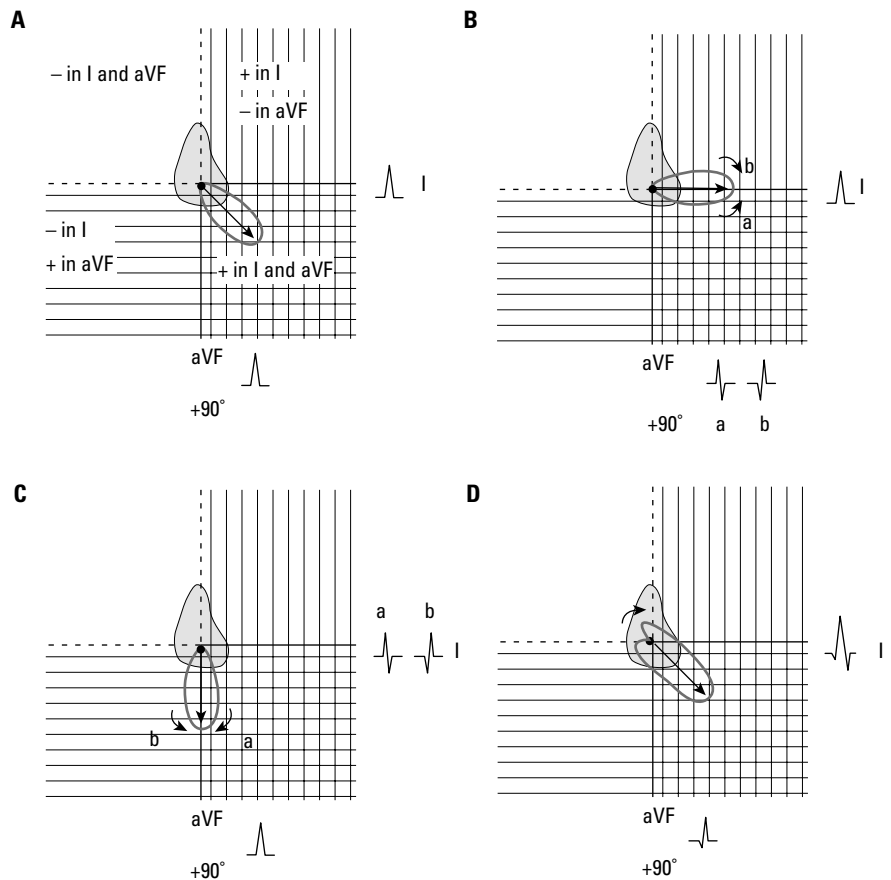 A
– in I and aVF
+ in I
– in aVF
I
– in I
+ in aVF
+ in I and aVF
aVF
+90°
B
b
I
a
aVF
+90° a b
C
a b
I
b a
aVF
+90°
D
I
aVF
+90°